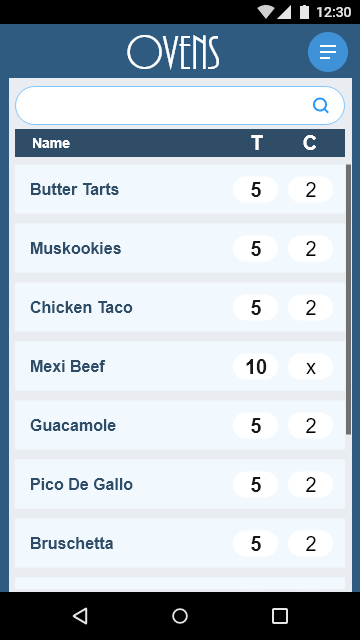 12:30
OVENS
Name T C
Butter Tarts 5 2
Muskookies 5 2
Chicken Taco 5 2
Mexi Beef 10 x
Guacamole 5 2
Pico De Gallo 5 2
Bruschetta 5 2